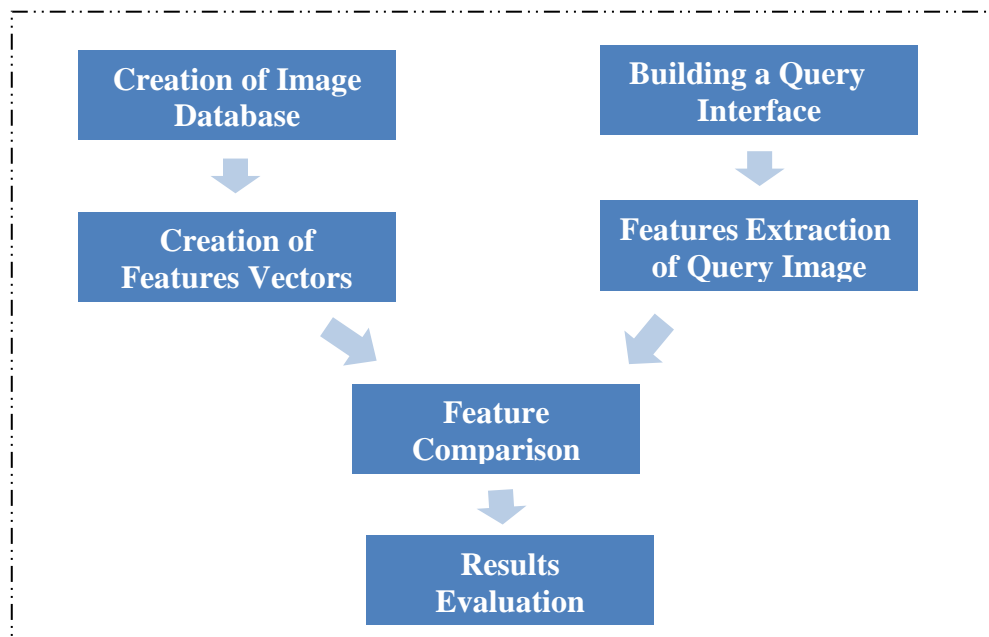 Creation of Image
Database
Building a Query
Interface
Creation of
Features Vectors
Features Extraction
of Query Image
Feature
Comparison
Results
Evaluation